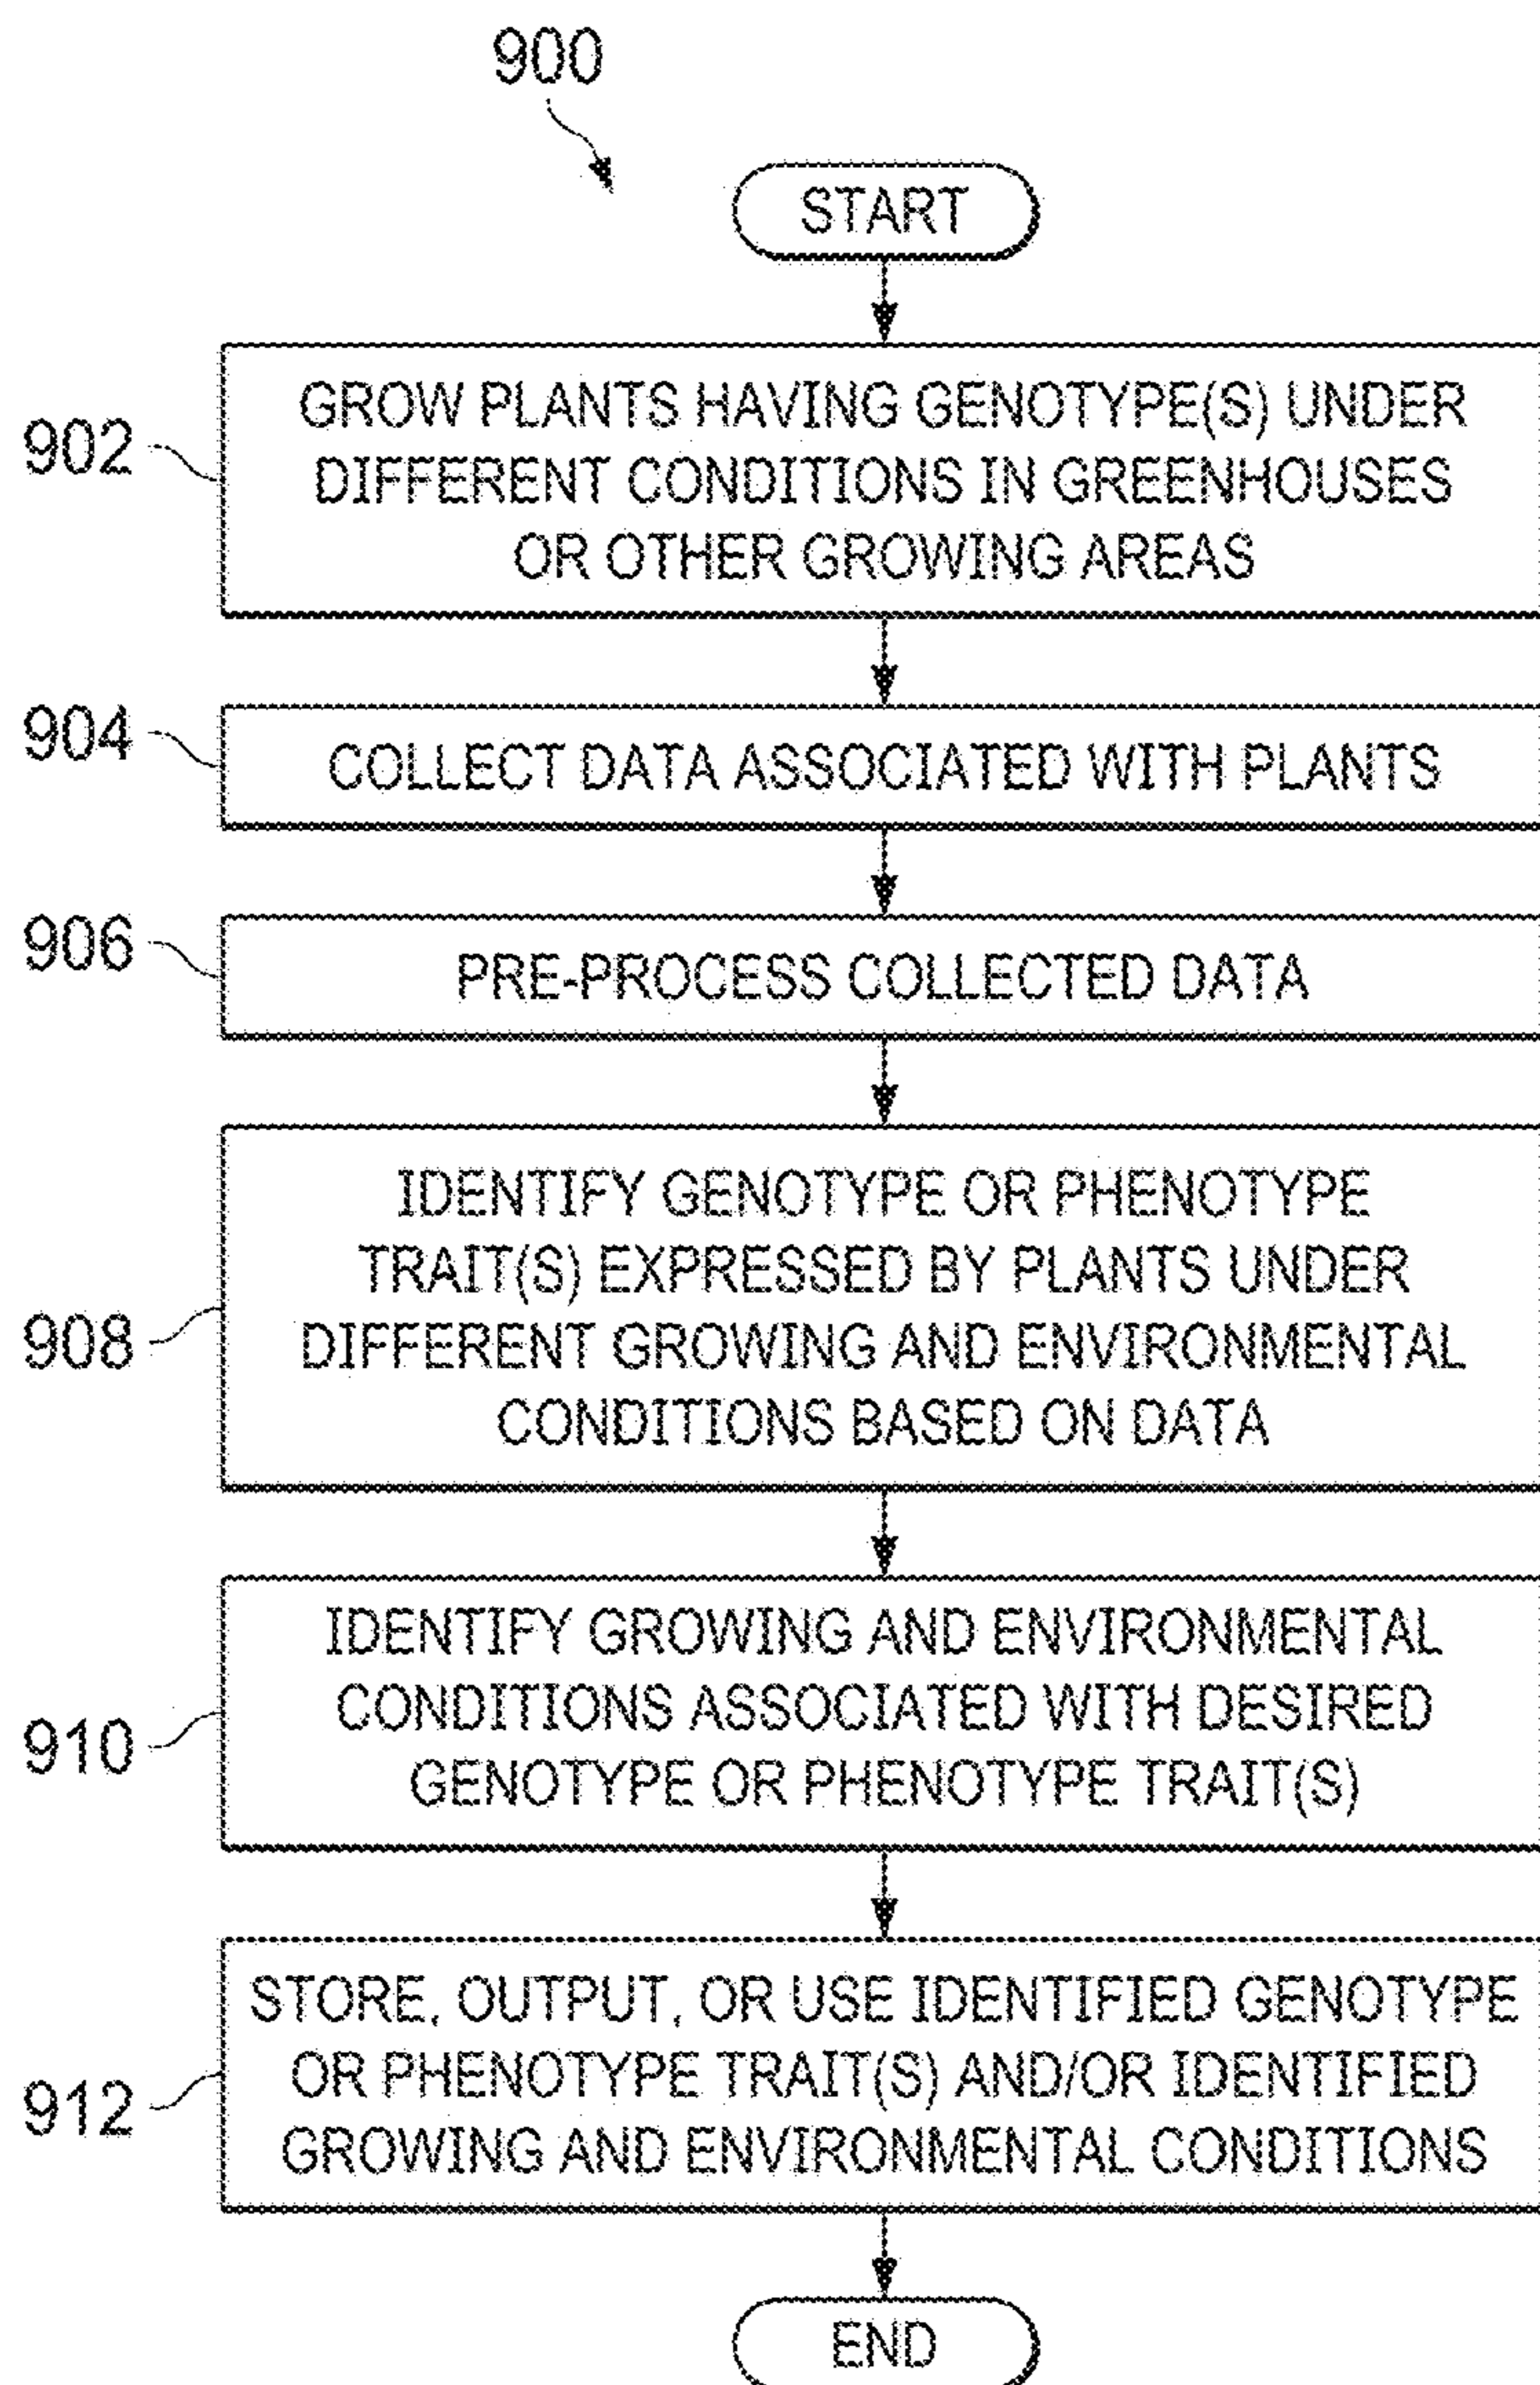 900
START
902
GROW PLANTS HAVING GENOTYPE(S) UNDER
DIFFERENT CONDITIONS IN GREENHOUSES
OR OTHER GROWING AREAS
904
COLLECT DATA ASSOCIATED WITH PLANTS
906
PRE-PROCESS COLLECTED DATA
908
IDENTIFY GENOTYPE OR PHENOTYPE
TRAIT(S) EXPRESSED BY PLANTS UNDER
DIFFERENT GROWING AND ENVIRONMENTAL
CONDITIONS BASED ON DATA
910
IDENTIFY GROWING AND ENVIRONMENTAL
CONDITIONS ASSOCIATED WITH DESIRED
GENOTYPE OR PHENOTYPE TRAIT(S)
912
STORE, OUTPUT, OR USE IDENTIFIED GENOTYPE
OR PHENOTYPE TRAIT(S) AND/OR IDENTIFIED
GROWING AND ENVIRONMENTAL CONDITIONS
END